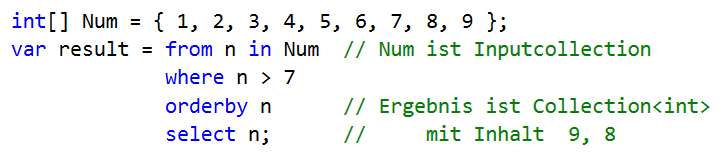 int[] Num = { 1, 2, 3, 4, 5, 6, 7, 8, 9 };
var result = from n in Num  // Num ist Inputcollection
             where n > 7
             orderby n      // Ergebnis ist Collection<int>
             select n;      //     mit Inhalt  9, 8